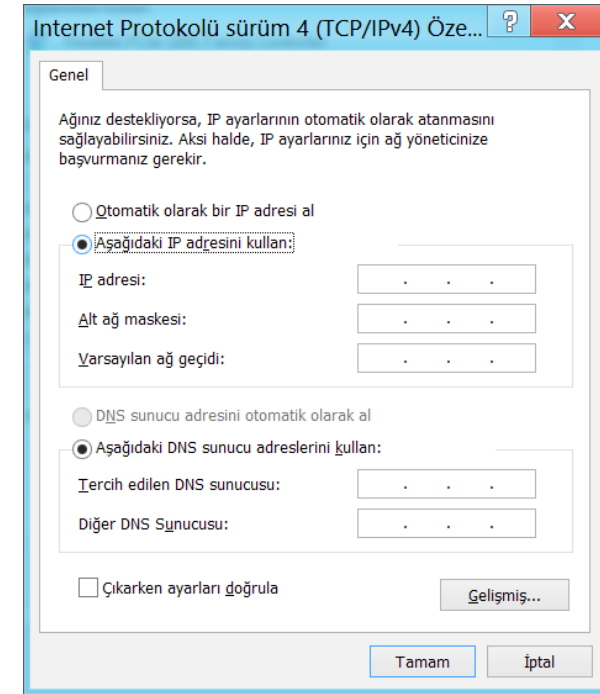 Internet Protokolü sürüm 4 (TCP/IPv4) Öze...
?
X
Genel
Ağınız destekliyorsa, IP ayarlarının otomatik olarak atanmasını
sağlayabilirsiniz. Aksi halde, IP ayarlarınız için ağ yöneticinize
başvurmanız gerekir.
Otomatik olarak bir IP adresi al
Aşağıdaki IP adresini kullan:
IP adresi: . . .
Alt ağ maskesi: . . .
Varsayılan ağ geçidi: . . .
DNS sunucu adresini otomatik olarak al
Aşağıdaki DNS sunucu adreslerini kullan:
Tercih edilen DNS sunucusu: . . .
Diğer DNS Sunucusu: . . .
Çıkarken ayarları doğrula
Gelişmiş...
Tamam
İptal